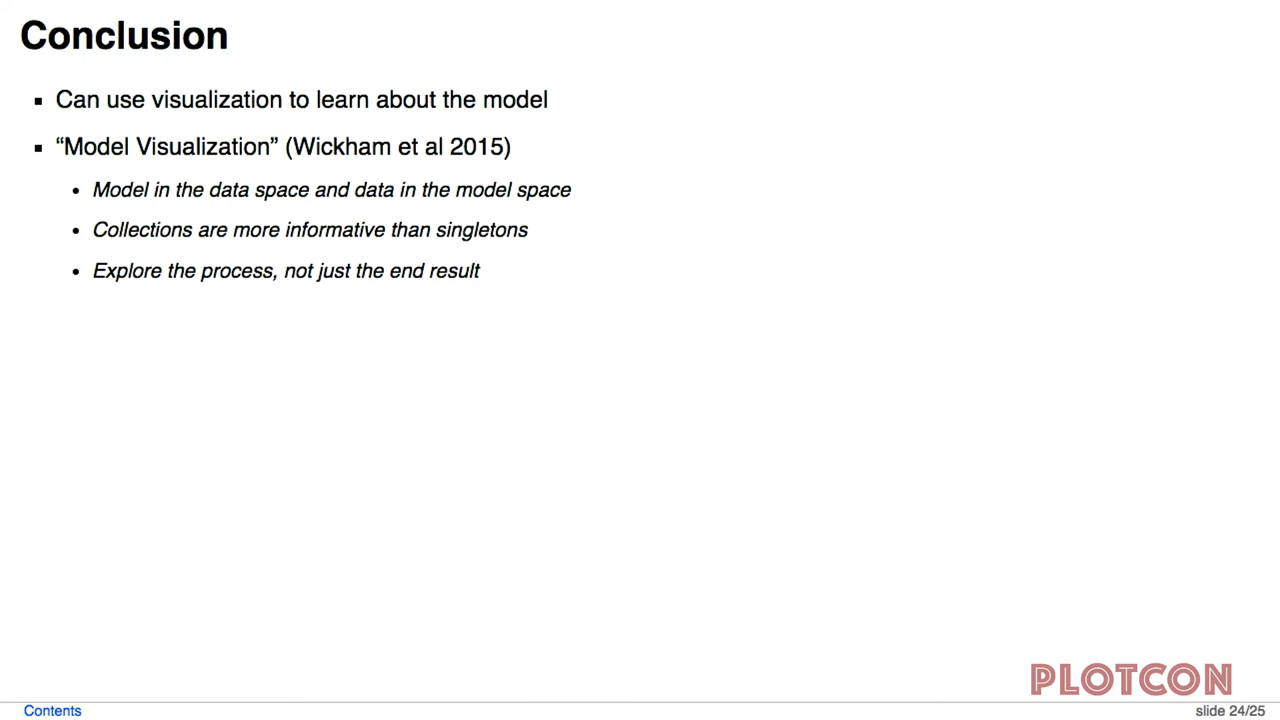 Conclusion
Can use visualization to learn about the model
“Model Visualization” (Wickham et al 2015)
Model in the data space and data in the model space
Collections are more informative than singletons
Explore the process, not just the end result
PLOTCON
Contents
slide 24/25